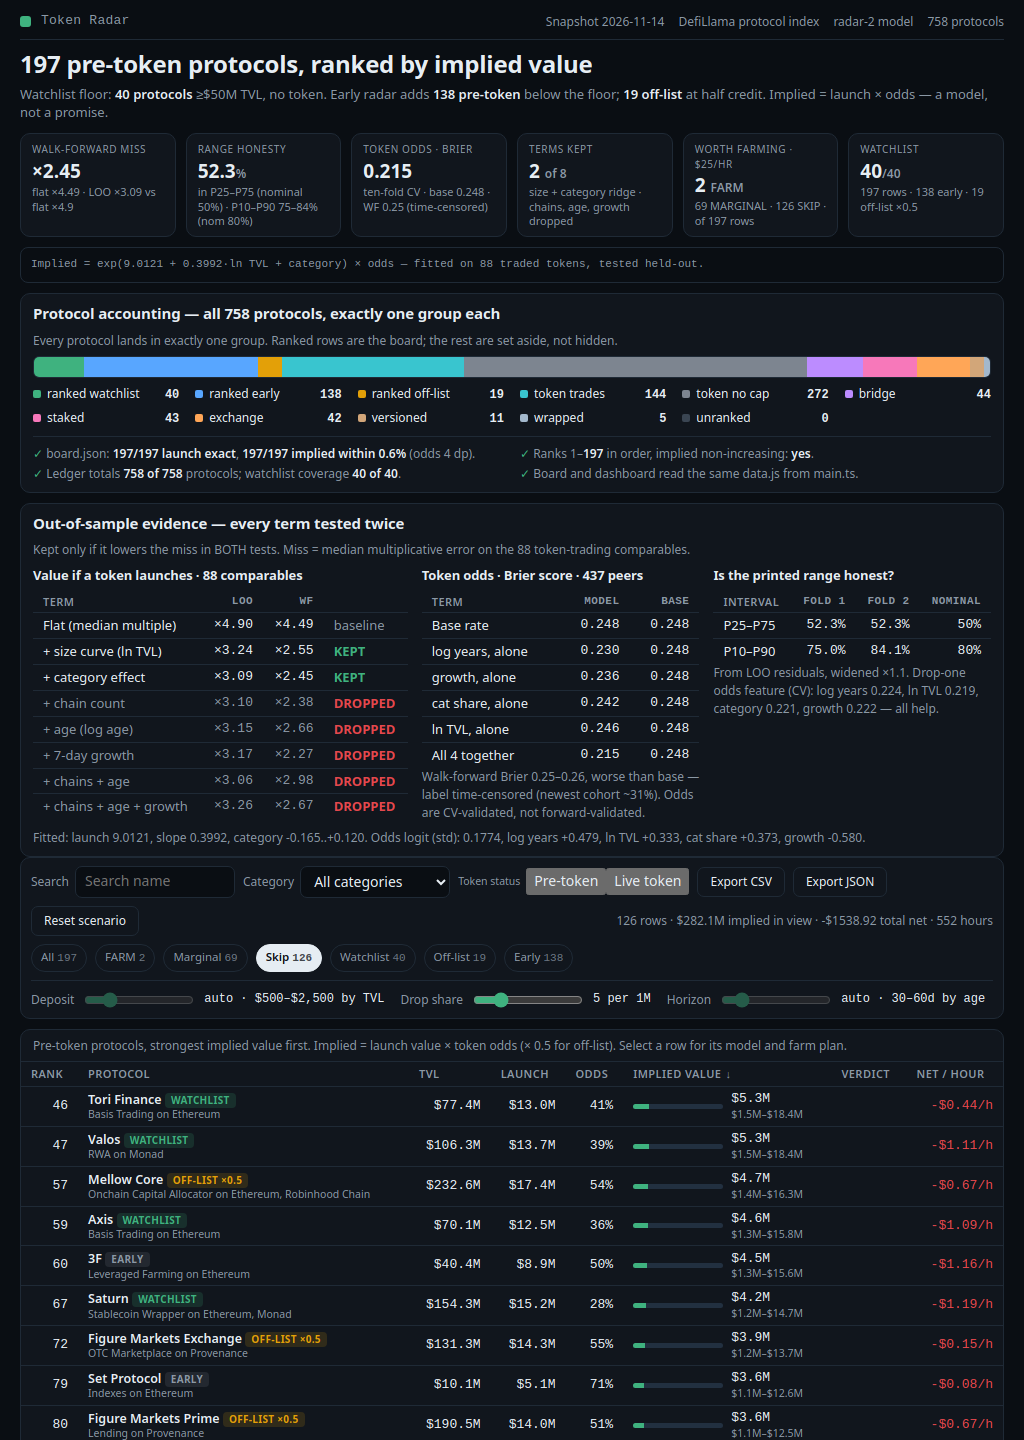 Token Radar
Snapshot 2026-11-14 DefiLlama protocol index radar-2 model 758 protocols
197 pre-token protocols, ranked by implied value
Watchlist floor: 40 protocols ≥$50M TVL, no token. Early radar adds 138 pre-token below the floor; 19 off-list at half credit. Implied = launch × odds — a model,
not a promise.
WALK-FORWARD MISS
×2.45
flat ×4.49 · LOO ×3.09 vs
flat ×4.9
RANGE HONESTY
52.3%
in P25–P75 (nominal
50%) · P10–P90 75–84%
(nom 80%)
TOKEN ODDS · BRIER
0.215
ten-fold CV · base 0.248 ·
WF 0.25 (time-censored)
TERMS KEPT
2 of 8
size + category ridge ·
chains, age, growth
dropped
WORTH FARMING ·
$25/HR
2 FARM
69 MARGINAL · 126 SKIP ·
of 197 rows
WATCHLIST
40/40
197 rows · 138 early · 19
off-list ×0.5
Implied = exp(9.0121 + 0.3992·ln TVL + category) × odds — fitted on 88 traded tokens, tested held-out.
Protocol accounting — all 758 protocols, exactly one group each
Every protocol lands in exactly one group. Ranked rows are the board; the rest are set aside, not hidden.
ranked watchlist 40 ranked early 138 ranked off-list 19 token trades 144 token no cap 272 bridge 44
staked 43 exchange 42 versioned 11 wrapped 5 unranked 0
✓ board.json: 197/197 launch exact, 197/197 implied within 0.6% (odds 4 dp).
✓ Ranks 1–197 in order, implied non-increasing: yes.
✓ Ledger totals 758 of 758 protocols; watchlist coverage 40 of 40.
✓ Board and dashboard read the same data.js from main.ts.
Out-of-sample evidence — every term tested twice
Kept only if it lowers the miss in BOTH tests. Miss = median multiplicative error on the 88 token-trading comparables.
Value if a token launches · 88 comparables
TERM LOO WF
Flat (median multiple) ×4.90 ×4.49 baseline
+ size curve (ln TVL) ×3.24 ×2.55 KEPT
+ category effect ×3.09 ×2.45 KEPT
+ chain count ×3.10 ×2.38 DROPPED
+ age (log age) ×3.15 ×2.66 DROPPED
+ 7-day growth ×3.17 ×2.27 DROPPED
+ chains + age ×3.06 ×2.98 DROPPED
+ chains + age + growth ×3.26 ×2.67 DROPPED
Token odds · Brier score · 437 peers
TERM MODEL BASE
Base rate 0.248 0.248
log years, alone 0.230 0.248
growth, alone 0.236 0.248
cat share, alone 0.242 0.248
ln TVL, alone 0.246 0.248
All 4 together 0.215 0.248
Walk-forward Brier 0.25–0.26, worse than base —
label time-censored (newest cohort ~31%). Odds
are CV-validated, not forward-validated.
Is the printed range honest?
INTERVAL FOLD 1 FOLD 2 NOMINAL
P25–P75 52.3% 52.3% 50%
P10–P90 75.0% 84.1% 80%
From LOO residuals, widened ×1.1. Drop-one
odds feature (CV): log years 0.224, ln TVL 0.219,
category 0.221, growth 0.222 — all help.
Fitted: launch 9.0121, slope 0.3992, category -0.165..+0.120. Odds logit (std): 0.1774, log years +0.479, ln TVL +0.333, cat share +0.373, growth -0.580.
Search Search name Category All categories Token status Pre-token Live token Export CSV Export JSON
Reset scenario 126 rows · $282.1M implied in view · -$1538.92 total net · 552 hours
All 197 FARM 2 Marginal 69 Skip 126 Watchlist 40 Off-list 19 Early 138
Deposit auto · $500–$2,500 by TVL Drop share 5 per 1M Horizon auto · 30–60d by age
Pre-token protocols, strongest implied value first. Implied = launch value × token odds (× 0.5 for off-list). Select a row for its model and farm plan.
RANK PROTOCOL TVL LAUNCH ODDS IMPLIED VALUE ↓ VERDICT NET / HOUR
46 Tori Finance WATCHLIST $77.4M $13.0M 41% $5.3M -$0.44/h
Basis Trading on Ethereum $1.5M–$18.4M
47 Valos WATCHLIST $106.3M $13.7M 39% $5.3M -$1.11/h
RWA on Monad $1.5M–$18.4M
57 Mellow Core OFF-LIST ×0.5 $232.6M $17.4M 54% $4.7M -$0.67/h
Onchain Capital Allocator on Ethereum, Robinhood Chain $1.4M–$16.3M
59 Axis WATCHLIST $70.1M $12.5M 36% $4.6M -$1.09/h
Basis Trading on Ethereum $1.3M–$15.8M
60 3F EARLY $40.4M $8.9M 50% $4.5M -$1.16/h
Leveraged Farming on Ethereum $1.3M–$15.6M
67 Saturn WATCHLIST $154.3M $15.2M 28% $4.2M -$1.19/h
Stablecoin Wrapper on Ethereum, Monad $1.2M–$14.7M
72 Figure Markets Exchange OFF-LIST ×0.5 $131.3M $14.3M 55% $3.9M -$0.15/h
OTC Marketplace on Provenance $1.2M–$13.7M
79 Set Protocol EARLY $10.1M $5.1M 71% $3.6M -$0.08/h
Indexes on Ethereum $1.1M–$12.6M
80 Figure Markets Prime OFF-LIST ×0.5 $190.5M $14.0M 51% $3.6M -$0.67/h
Lending on Provenance $1.1M–$12.5M